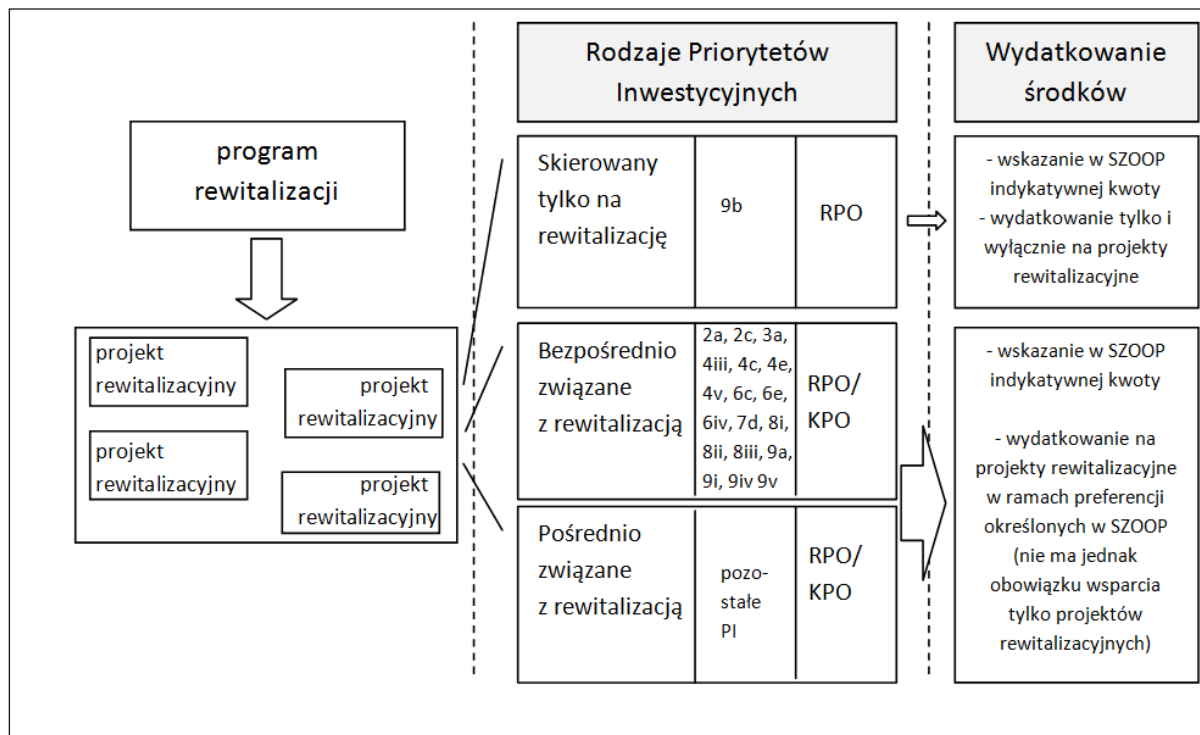 program
rewitalizacji
projekt
rewitalizacyjny
projekt
rewitalizacyjny
projekt
rewitalizacyjny
projekt
rewitalizacyjny
Rodzaje Priorytetów
Inwestycyjnych
Skierowany
tylko na
rewitalizację
9b
RPO
Bezpośrednio
związane
z rewitalizacją
2a, 2c, 3a,
4iii, 4c, 4e,
4v, 6c, 6e,
6iv, 7d, 8i,
8ii, 8iii, 9a,
9i, 9iv 9v
RPO/
KPO
Pośrednio
związane
z rewitalizacją
pozo-
stałe
PI
RPO/
KPO
Wydatkowanie
środków
- wskazanie w SZOOP
indykatywnej kwoty
- wydatkowanie tylko i
wyłącznie na projekty
rewitalizacyjne
- wskazanie w SZOOP
indykatywnej kwoty
- wydatkowanie na
projekty rewitalizacyjne
w ramach preferencji
określonych w SZOOP
(nie ma jednak
obowiązku wsparcia
tylko projektów
rewitalizacyjnych)